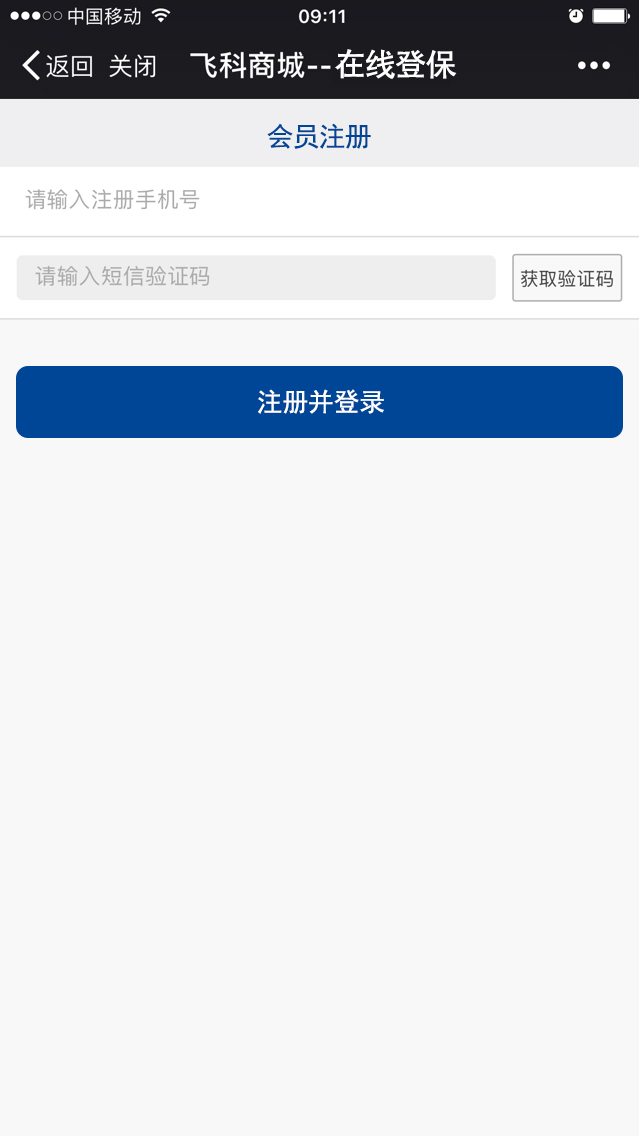 中国移动 09:11
返回 关闭 飞科商城--在线登保
会员注册
请输入注册手机号
请输入短信验证码 获取验证码
注册并登录